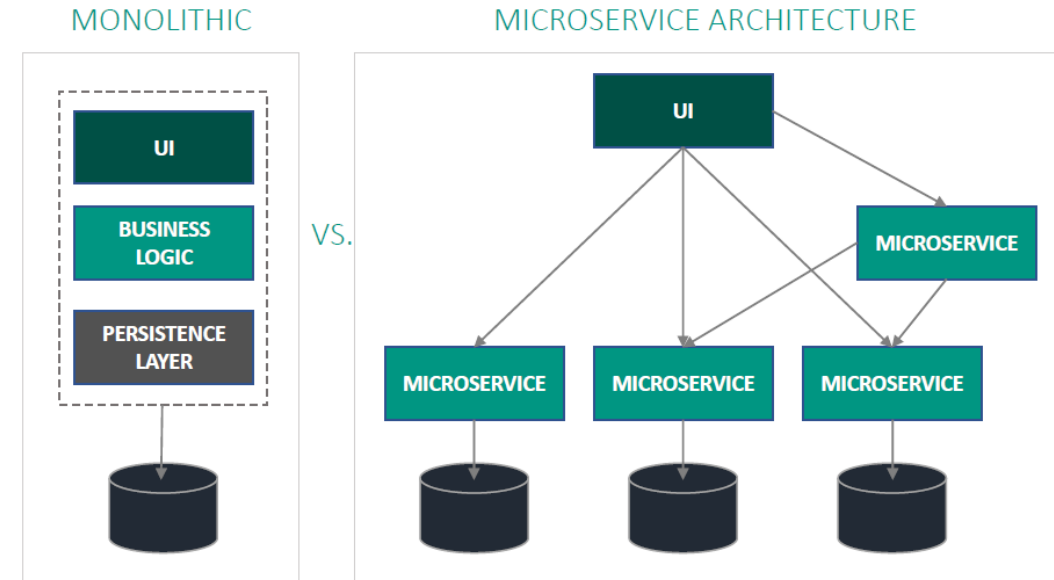 MONOLITHIC
MICROSERVICE ARCHITECTURE
UI
BUSINESS
LOGIC
PERSISTENCE
LAYER
VS.
UI
MICROSERVICE
MICROSERVICE
MICROSERVICE
MICROSERVICE